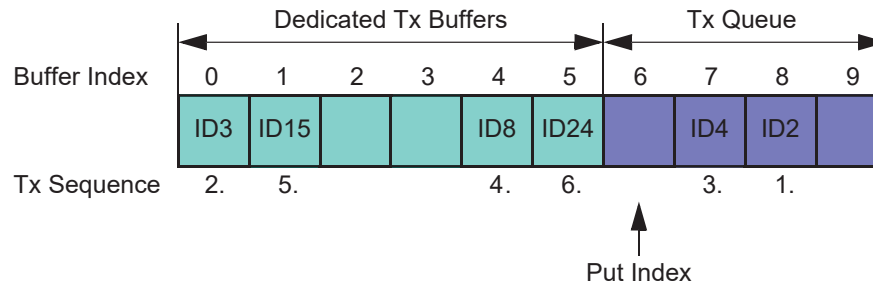 Dedicated Tx Buffers Tx Queue
Buffer Index 0 1 2 3 4 5 6 7 8 9
ID3 ID15 ID8 ID24 ID4 ID2
Tx Sequence 2. 5. 4. 6. 3. 1.
Put Index